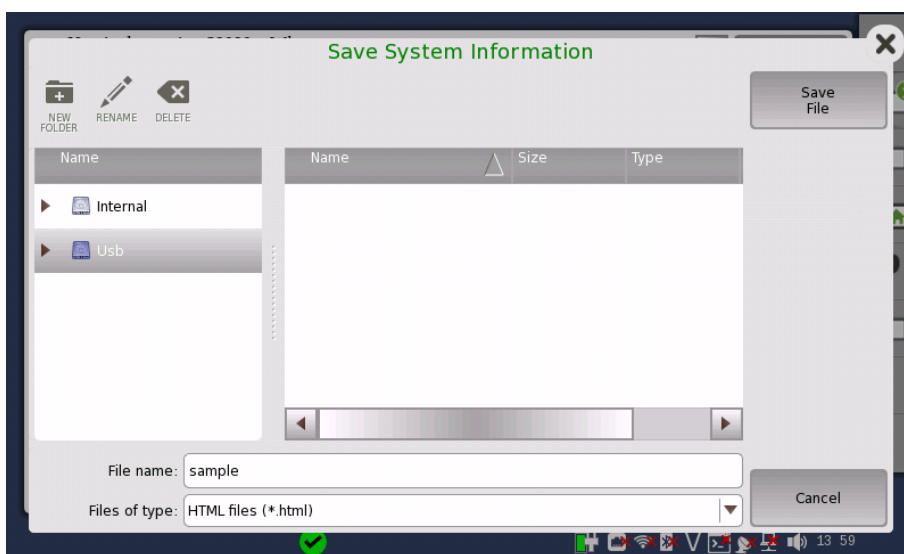 Save System Information
NEW FOLDER
RENAME
DELETE
Save
File
Name
Name
Size
Type
Internal
Usb
File name: sample
Files of type: HTML files (*.html)
Cancel
13 59